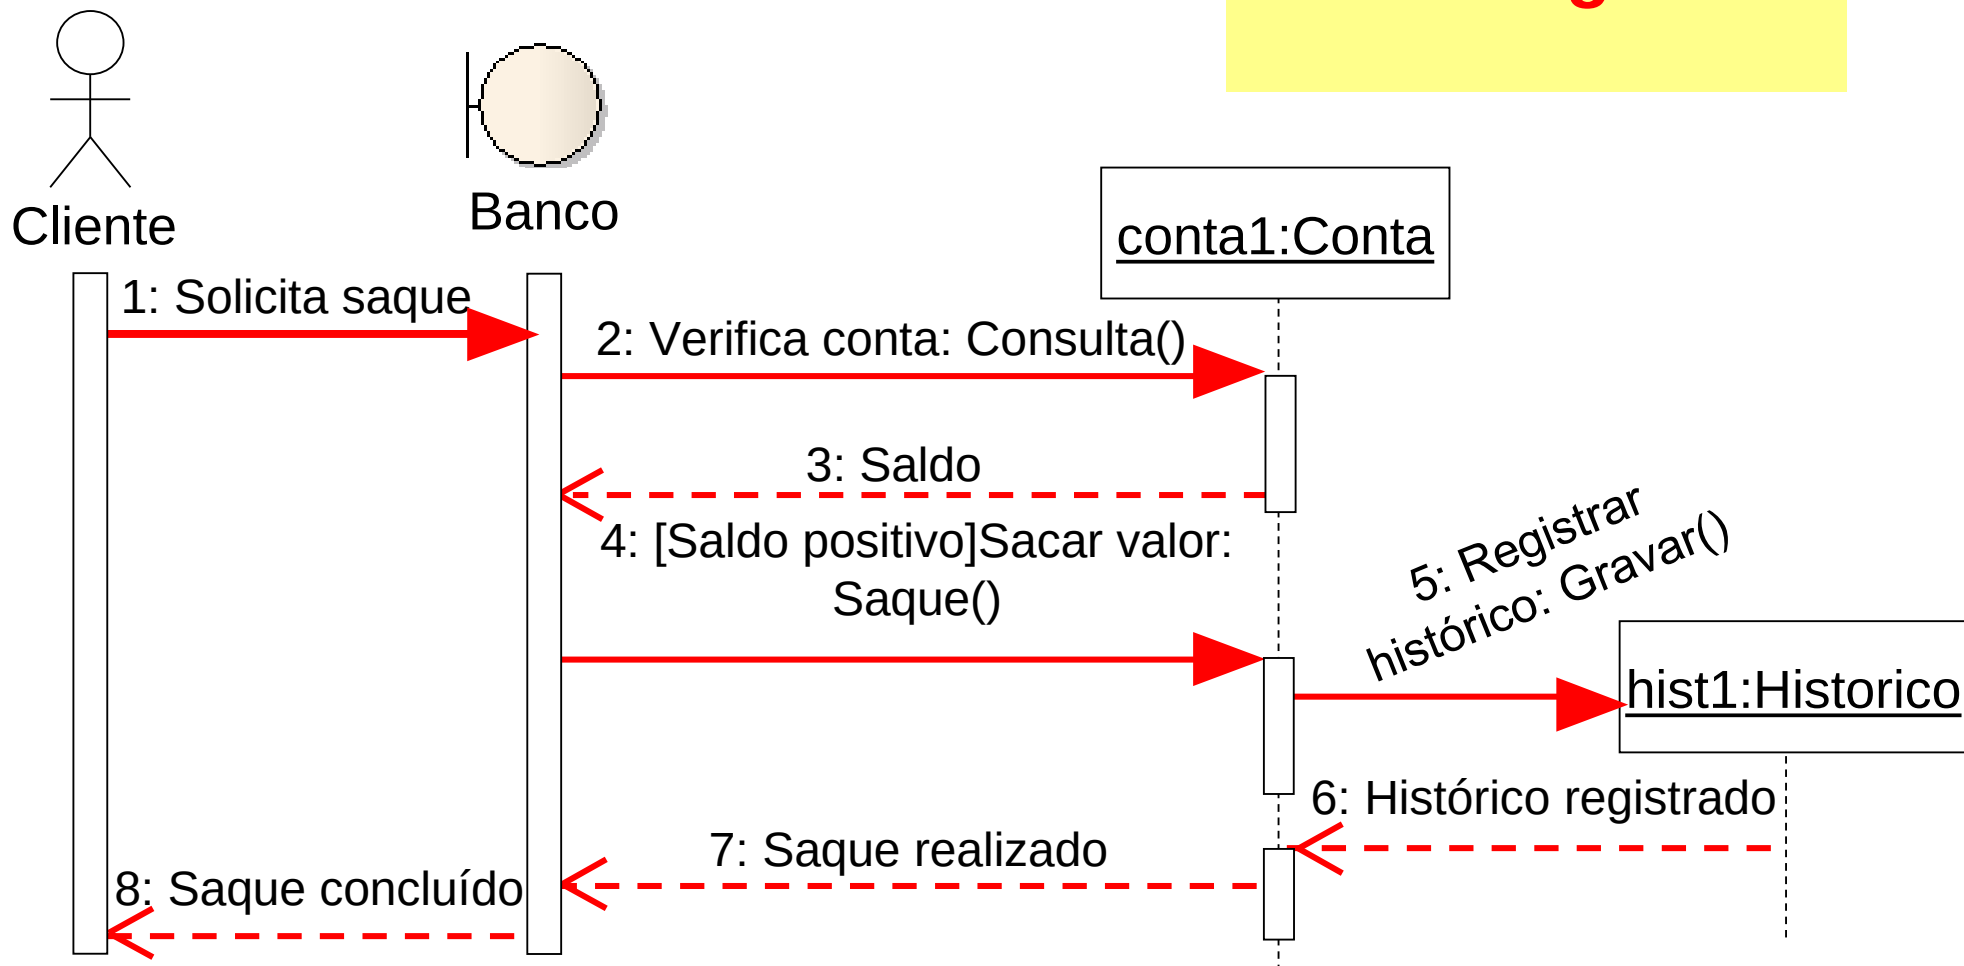 Cliente
Banco
conta1:Conta
1: Solicita saque
2: Verifica conta: Consulta()
3: Saldo
4: [Saldo positivo]Sacar valor:
Saque()
5: Registrar
histórico: Gravar()
hist1:Historico
6: Histórico registrado
7: Saque realizado
8: Saque concluído